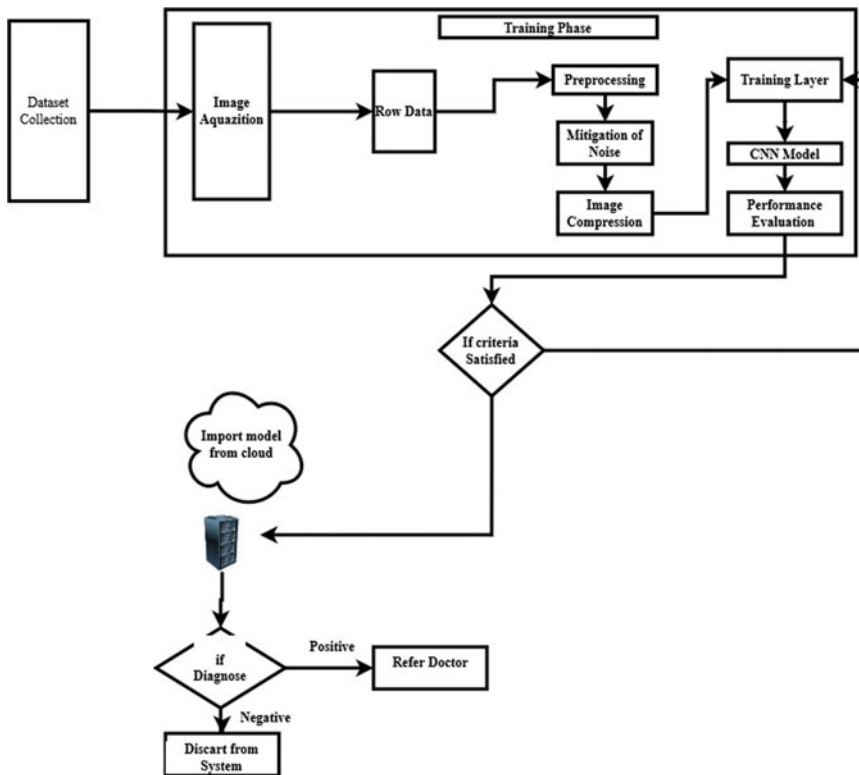 Training Phase
Dataset
Collection
Image
Aquazition
Row Data
Preprocessing
Mitigation of
Noise
Image
Compression
Training Layer
CNN Model
Performance
Evaluation
If criteria
Satisfied
Import model
from cloud
if
Diagnose
Positive
Refer Doctor
Negative
Discart from
System